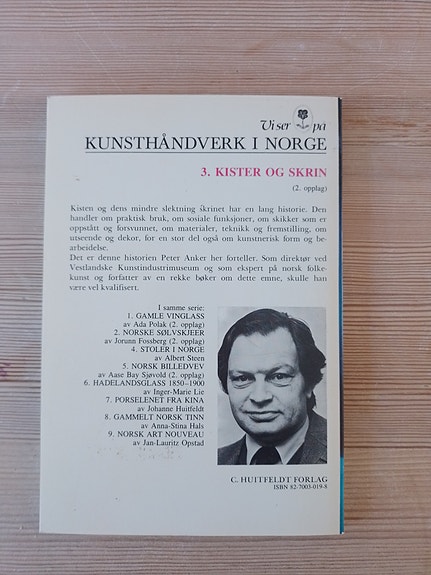 Vi ser på
KUNSTHÅNDVERK I NORGE
3. KISTER OG SKRIN
(2. opplag)
Kisten og dens mindre slektning skrinet har en lang historie. Den
handler om praktisk bruk, om sosiale funksjoner, om skikker som er
oppstått og forsvunnet, om materialer, teknikk og fremstilling, om
utseende og dekor, for en stor del også om kunstnerisk form og be-
arbeidelse.
Det er denne historien Peter Anker her forteller. Som direktør ved
Vestlandske Kunstindustrimuseum og som ekspert på norsk folke-
kunst og forfatter av en rekke bøker om dette emne, skulle han
være vel kvalifisert.
I samme serie:
1. GAMLE VINGLASS
av Ada Polak (2. opplag)
2. NORSKE SØLVSKJEER
av Jorunn Fossberg (2. opplag)
4. STOLER I NORGE
av Albert Steen
5. NORSK BILLEDVEV
av Aase Bay Sjøvold (2. opplag)
6. HADELANDSGLASS 1850–1900
av Inger-Marie Lie
7. PORSELENET FRA KINA
av Johanne Huitfeldt
8. GAMMELT NORSK TINN
av Anna-Stina Hals
9. NORSK ART NOUVEAU
av Jan-Lauritz Opstad
C. HUITFELDT FORLAG
ISBN 82-7003-019-8